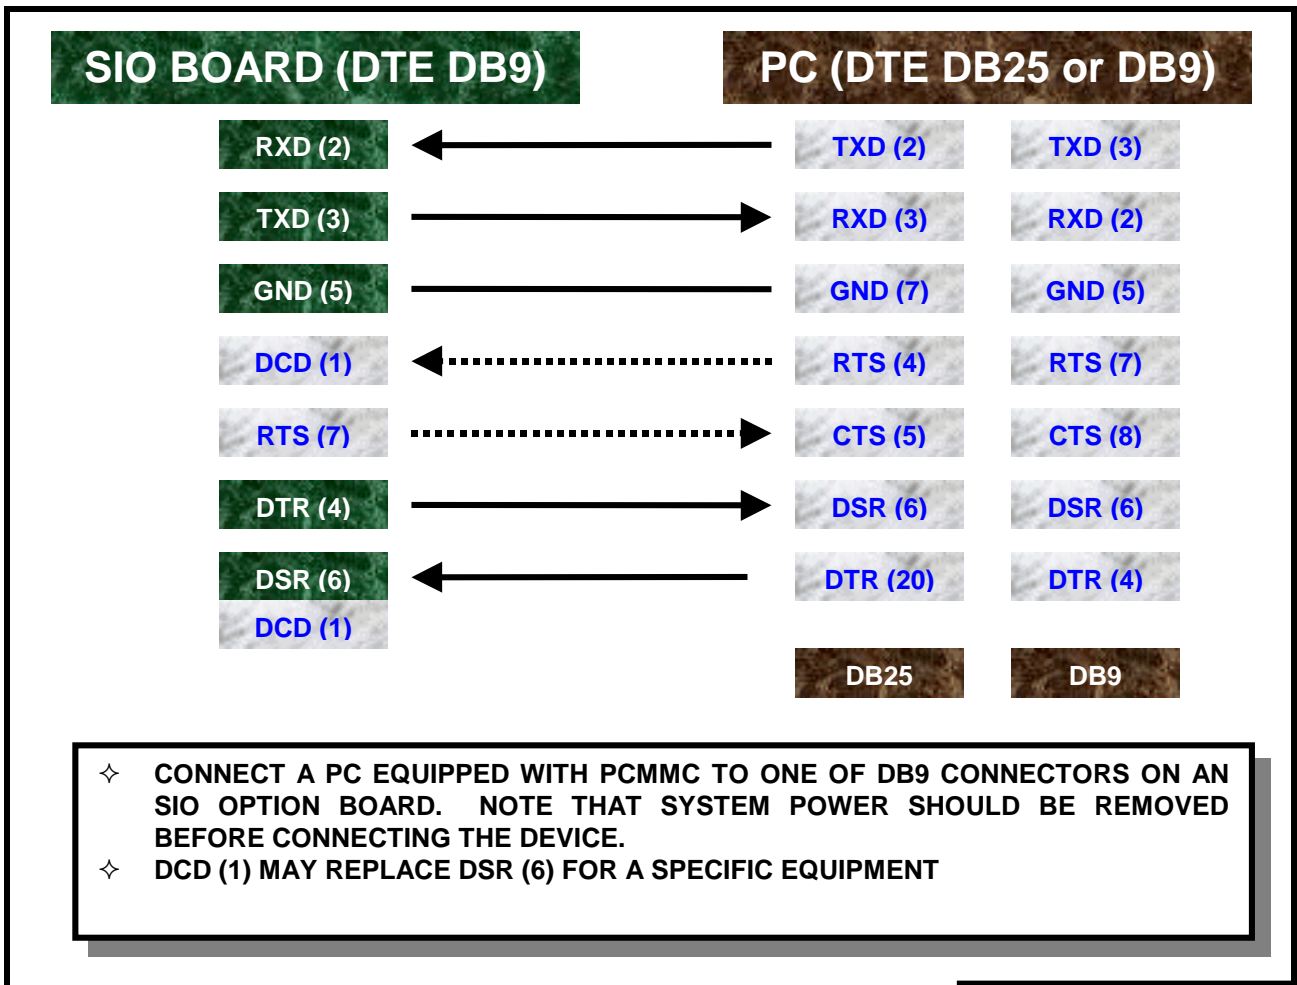 SIO BOARD (DTE DB9) PC (DTE DB25 or DB9)
RXD (2) TXD (2) TXD (3)
TXD (3) RXD (3) RXD (2)
GND (5) GND (7) GND (5)
DCD (1) RTS (4) RTS (7)
RTS (7) CTS (5) CTS (8)
DTR (4) DSR (6) DSR (6)
DSR (6) DTR (20) DTR (4)
DCD (1)
DB25 DB9
✧ CONNECT A PC EQUIPPED WITH PCMMC TO ONE OF DB9 CONNECTORS ON AN
SIO OPTION BOARD. NOTE THAT SYSTEM POWER SHOULD BE REMOVED
BEFORE CONNECTING THE DEVICE.
✧ DCD (1) MAY REPLACE DSR (6) FOR A SPECIFIC EQUIPMENT